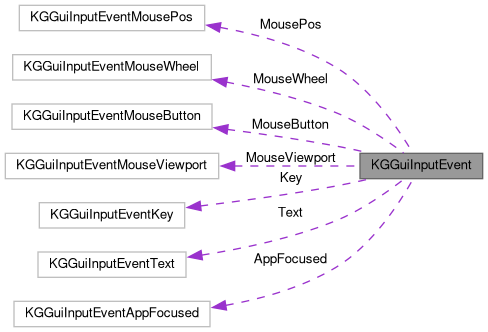 KGGuiInputEventMousePos
MousePos
KGGuiInputEventMouseWheel
MouseWheel
KGGuiInputEventMouseButton
MouseButton
KGGuiInputEventMouseViewport
MouseViewport
KGGuiInputEvent
Key
KGGuiInputEventKey
Text
KGGuiInputEventText
AppFocused
KGGuiInputEventAppFocused